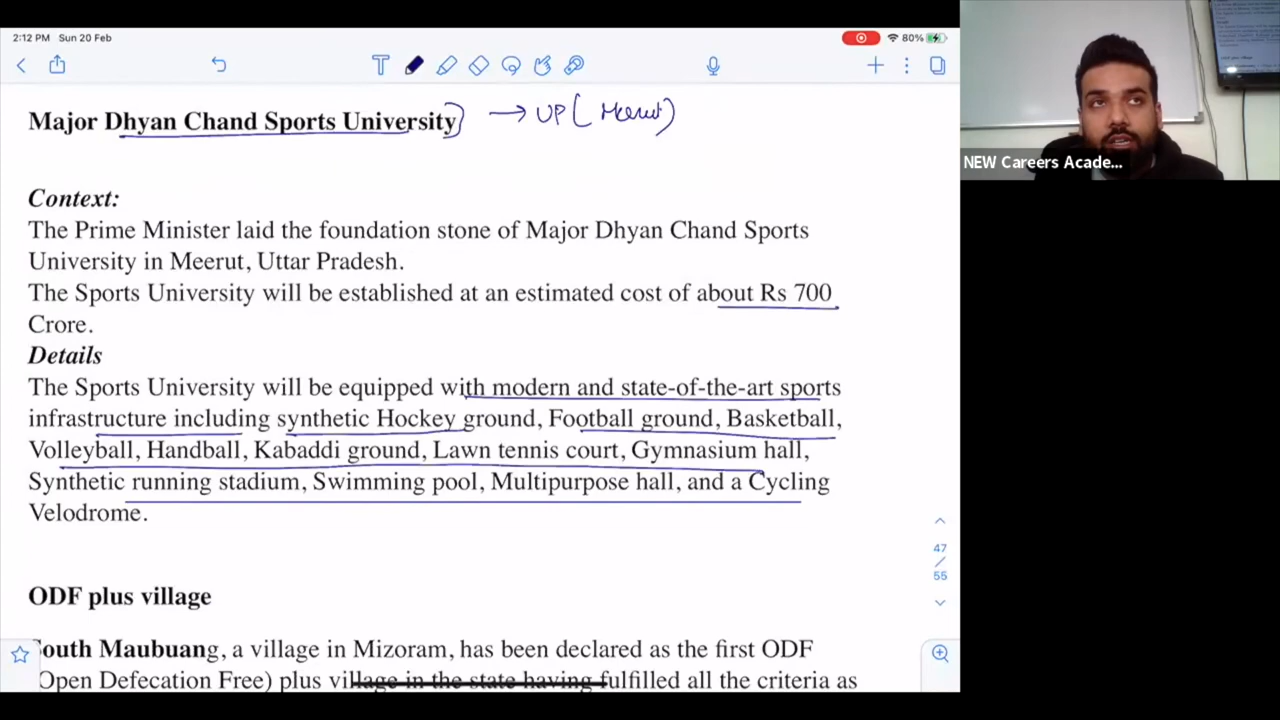 2:12 PM Sun 20 Feb
80%
Major Dhyan Chand Sports University → UP (Meerut)
NEW Careers Acade...
Context:
The Prime Minister laid the foundation stone of Major Dhyan Chand Sports
University in Meerut, Uttar Pradesh.
The Sports University will be established at an estimated cost of about Rs 700
Crore.
Details
The Sports University will be equipped with modern and state-of-the-art sports
infrastructure including synthetic Hockey ground, Football ground, Basketball,
Volleyball, Handball, Kabaddi ground, Lawn tennis court, Gymnasium hall,
Synthetic running stadium, Swimming pool, Multipurpose hall, and a Cycling
Velodrome.
47
/
55
ODF plus village
South Maubuang, a village in Mizoram, has been declared as the first ODF
(Open Defecation Free) plus village in the state having fulfilled all the criteria as